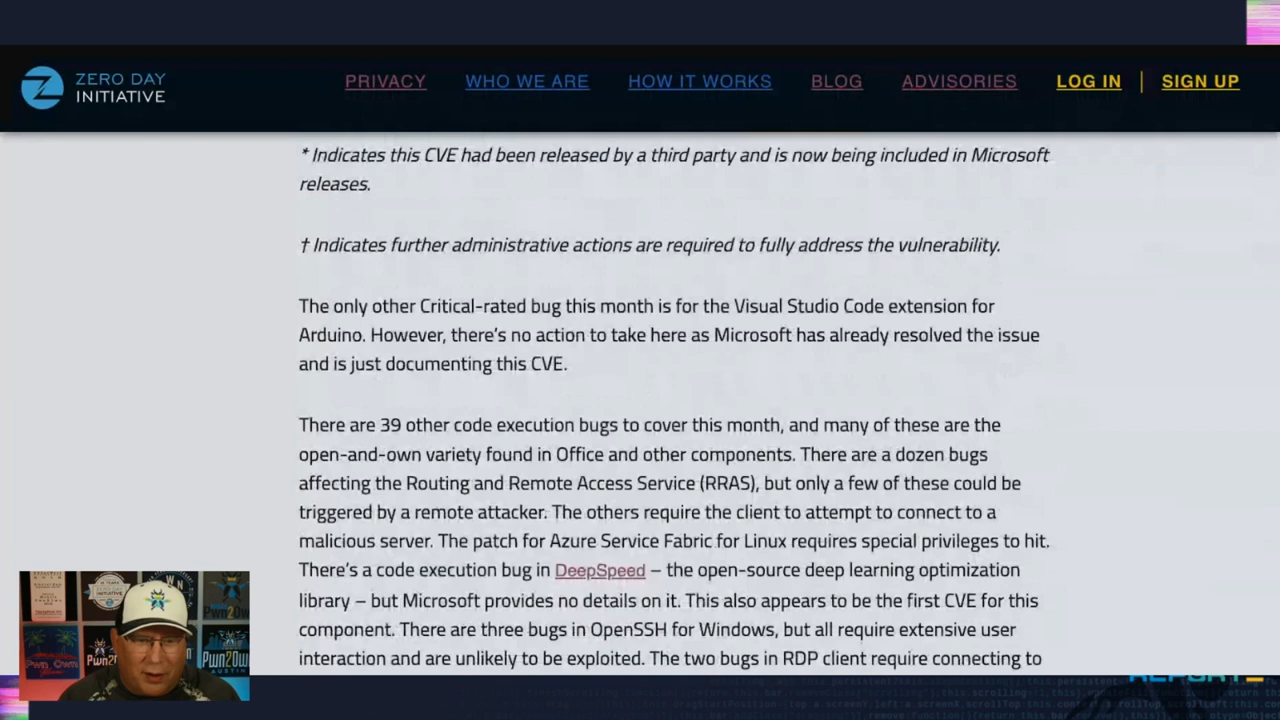 ZERO DAY
INITIATIVE
PRIVACY WHO WE ARE HOW IT WORKS BLOG ADVISORIES LOG IN | SIGN UP
* Indicates this CVE had been released by a third party and is now being included in Microsoft
releases.
† Indicates further administrative actions are required to fully address the vulnerability.
The only other Critical-rated bug this month is for the Visual Studio Code extension for
Arduino. However, there's no action to take here as Microsoft has already resolved the issue
and is just documenting this CVE.
There are 39 other code execution bugs to cover this month, and many of these are the
open-and-own variety found in Office and other components. There are a dozen bugs
affecting the Routing and Remote Access Service (RRAS), but only a few of these could be
triggered by a remote attacker. The others require the client to attempt to connect to a
malicious server. The patch for Azure Service Fabric for Linux requires special privileges to hit.
There's a code execution bug in DeepSpeed – the open-source deep learning optimization
library – but Microsoft provides no details on it. This also appears to be the first CVE for this
component. There are three bugs in OpenSSH for Windows, but all require extensive user
interaction and are unlikely to be exploited. The two bugs in RDP client require connecting to
Pwn2Own
Pwn2Own
AUSTIN